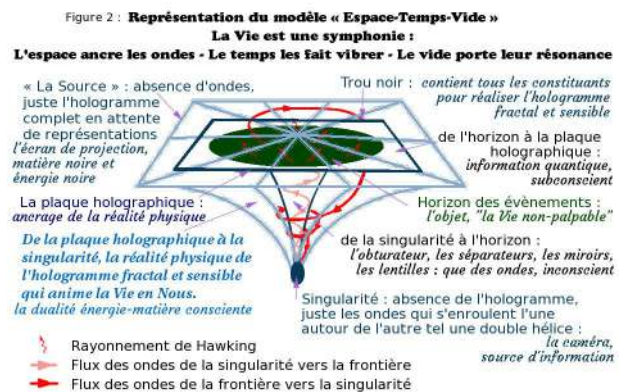 Figure 2 : Représentation du modèle « Espace-Temps-Vide »
La Vie est une symphonie :
L'espace ancre les ondes - Le temps les fait vibrer - Le vide porte leur résonance
« La Source » : absence d'ondes,
juste l'hologramme
complet en attente
de représentations
l'écran de projection,
matière noire et
énergie noire
Trou noir : contient tous les constituants
pour réaliser l'hologramme
fractal et sensible
de l'horizon à la plaque
holographique :
information quantique,
subconscient
La plaque holographique :
ancrage de la réalité physique
Horizon des évènements :
l'objet, "la Vie non-palpable"
De la plaque holographique à la
singularité, la réalité physique de
l'hologramme fractal et sensible
qui anime la Vie en Nous.
la dualité énergie-matière consciente
de la singularité à l'horizon :
l'obturateur, les séparateurs, les miroirs,
les lentilles : que des ondes, inconscient
Singularité : absence de l'hologramme,
juste les ondes qui s'enroulent l'une
autour de l'autre tel une double hélice :
la caméra,
source d'information
Rayonnement de Hawking
Flux des ondes de la singularité vers la frontière
Flux des ondes de la frontière vers la singularité